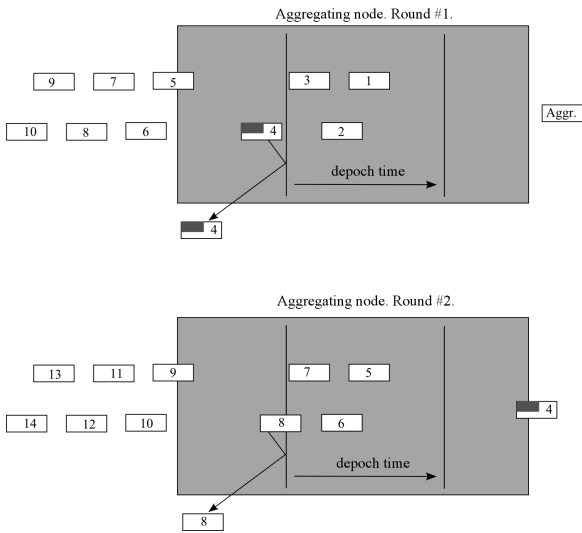 Aggregating node. Round #1.
9 7 5 3 1
Aggr.
10 8 6 4 2
depoch time
4
Aggregating node. Round #2.
13 11 9 7 5
4
14 12 10 8 6
depoch time
8